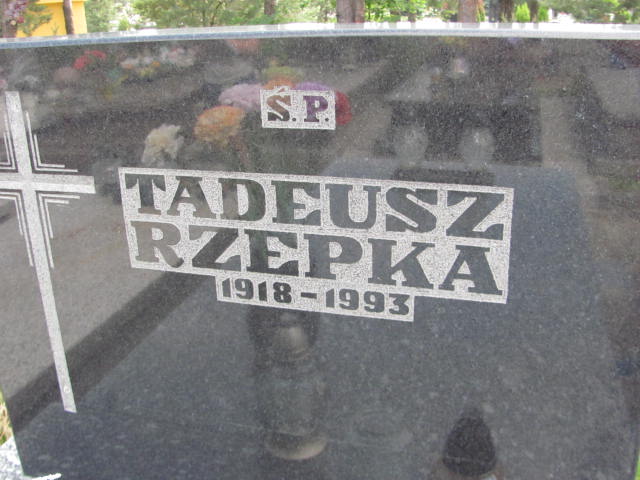 Ś.P.
TADEUSZ
RZEPKA
1918-1993